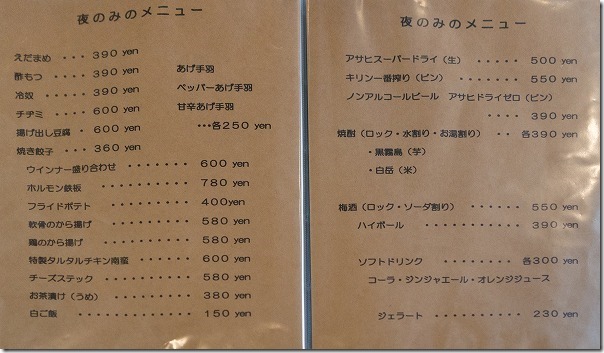 夜のみのメニュー
えだまめ ・・・ 390 yen
酢もつ ・・・・ 390 yen
冷奴 ・・・・ 390 yen
チヂミ ・・・・ 600 yen
揚げ出し豆腐 ・ 600 yen
焼き餃子 ・・・ 360 yen
あげ手羽
ペッパーあげ手羽
甘辛あげ手羽
・・・各250 yen
ウインナー盛り合わせ ・・・・・・・ 600 yen
ホルモン鉄板 ・・・・・・・・・・ 780 yen
フライドポテト ・・・・・・・・・ 400yen
軟骨のから揚げ ・・・・・・・・・ 580 yen
鶏のから揚げ ・・・・・・・・・・ 580 yen
特製タルタルチキン南蛮 ・・・・・・ 600 yen
チーズステック ・・・・・・・・・ 580 yen
お茶漬け（うめ） ・・・・・・・・・ 380 yen
白ご飯 ・・・・・・・・・・・・・ 150 yen
夜のみのメニュー
アサヒスーパードライ（生） ・・・・・ 500 yen
キリン一番搾り（ビン） ・・・・・・・ 550 yen
ノンアルコールビール アサヒドライゼロ（ビン）
・・・・ 390 yen
焼酎（ロック・水割り・お湯割り） ・・ 各390 yen
・黒霧島（芋）
・白岳（米）
梅酒（ロック・ソーダ割り） ・・・・・ 550 yen
ハイボール ・・・・・・・・・・ 390 yen
ソフトドリンク ・・・・・・・・ 各300 yen
コーラ・ジンジャエール・オレンジジュース
ジェラート ・・・・・・・・・・ 230 yen